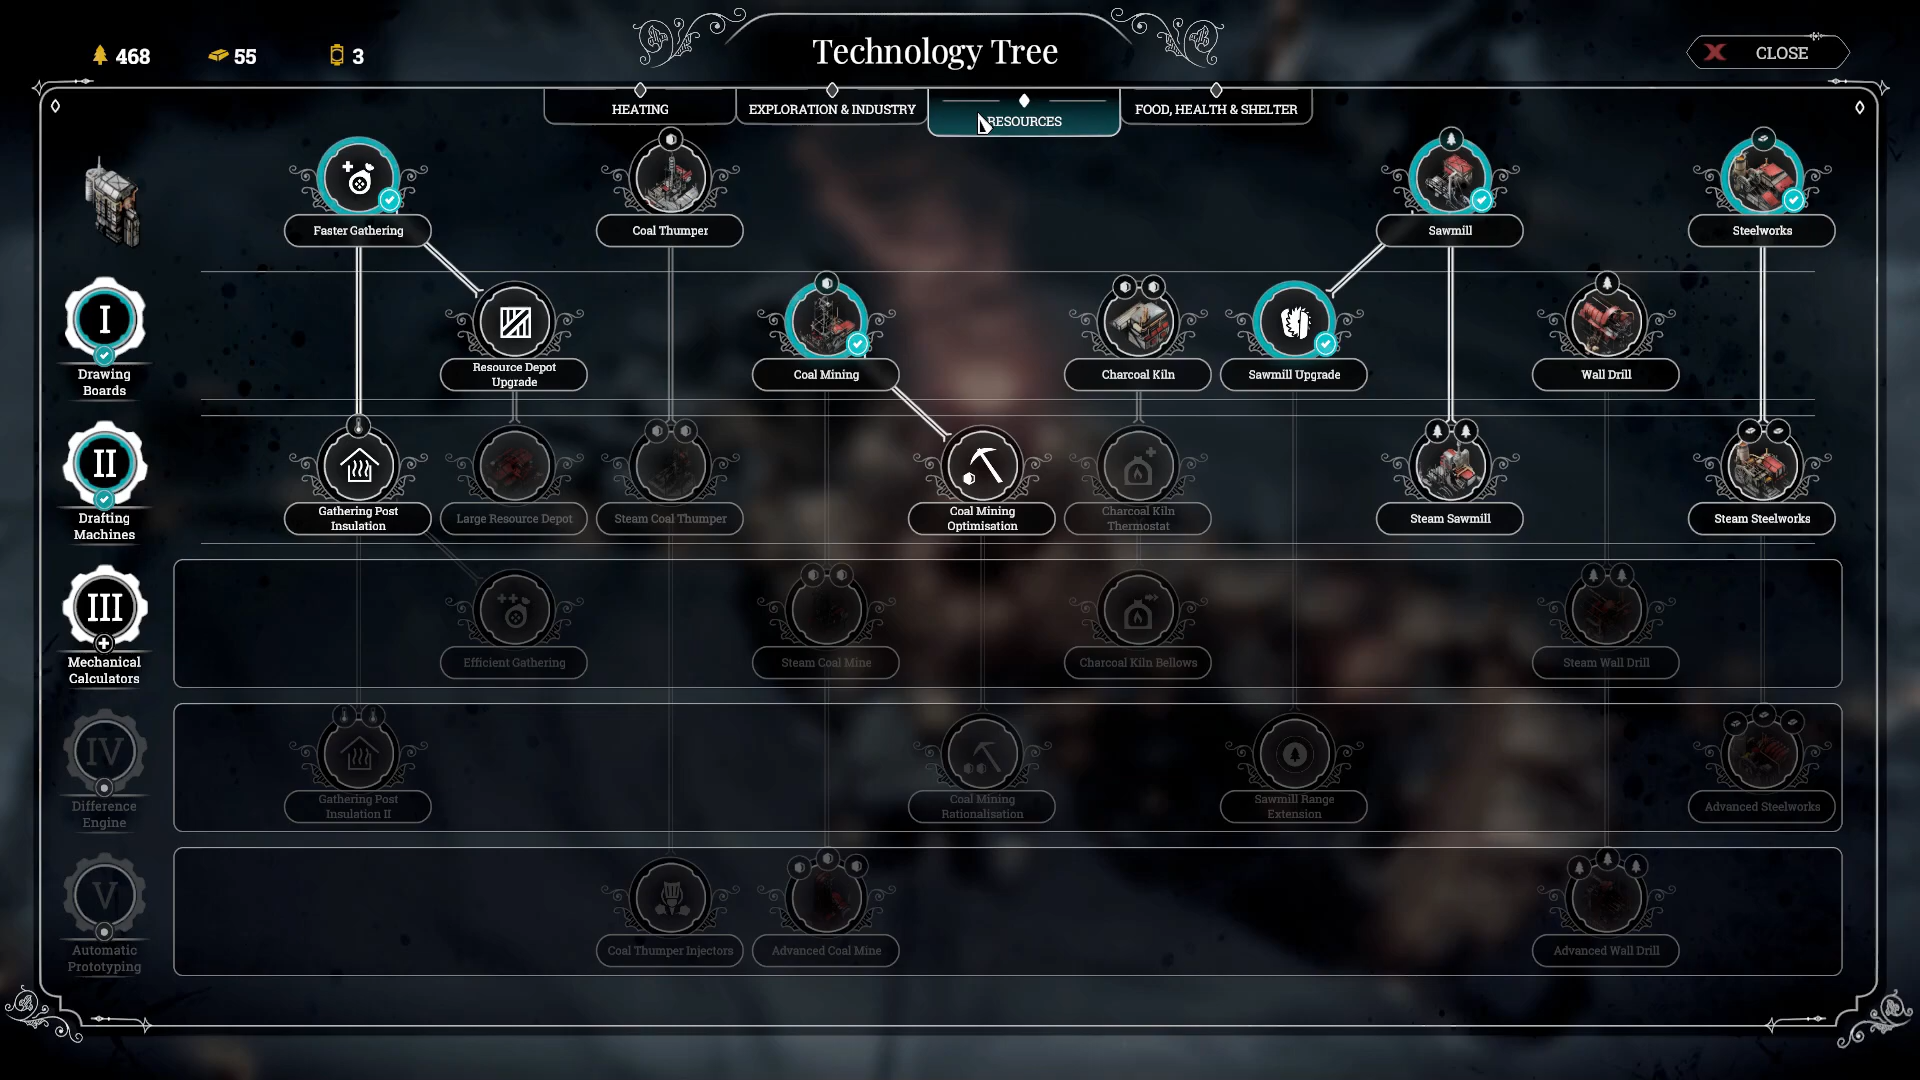 468
55
3
Technology Tree
CLOSE
HEATING
EXPLORATION & INDUSTRY
RESOURCES
FOOD, HEALTH & SHELTER
Faster Gathering
Coal Thumper
Sawmill
Steelworks
I
Drawing
Boards
Resource Depot
Upgrade
Coal Mining
Charcoal Kiln
Sawmill Upgrade
Wall Drill
II
Drafting
Machines
Gathering Post
Insulation
Large Resource Depot
Steam Coal Thumper
Coal Mining
Optimisation
Charcoal Kiln
Thermostat
Steam Sawmill
Steam Steelworks
III
Mechanical
Calculators
Efficient Gathering
Steam Coal Mine
Charcoal Kiln Bellows
Steam Wall Drill
IV
Difference
Engine
Gathering Post
Insulation II
Coal Mining
Rationalisation
Sawmill Range
Extension
Advanced Steelworks
V
Automatic
Prototyping
Coal Thumper Injectors
Advanced Coal Mine
Advanced Wall Drill